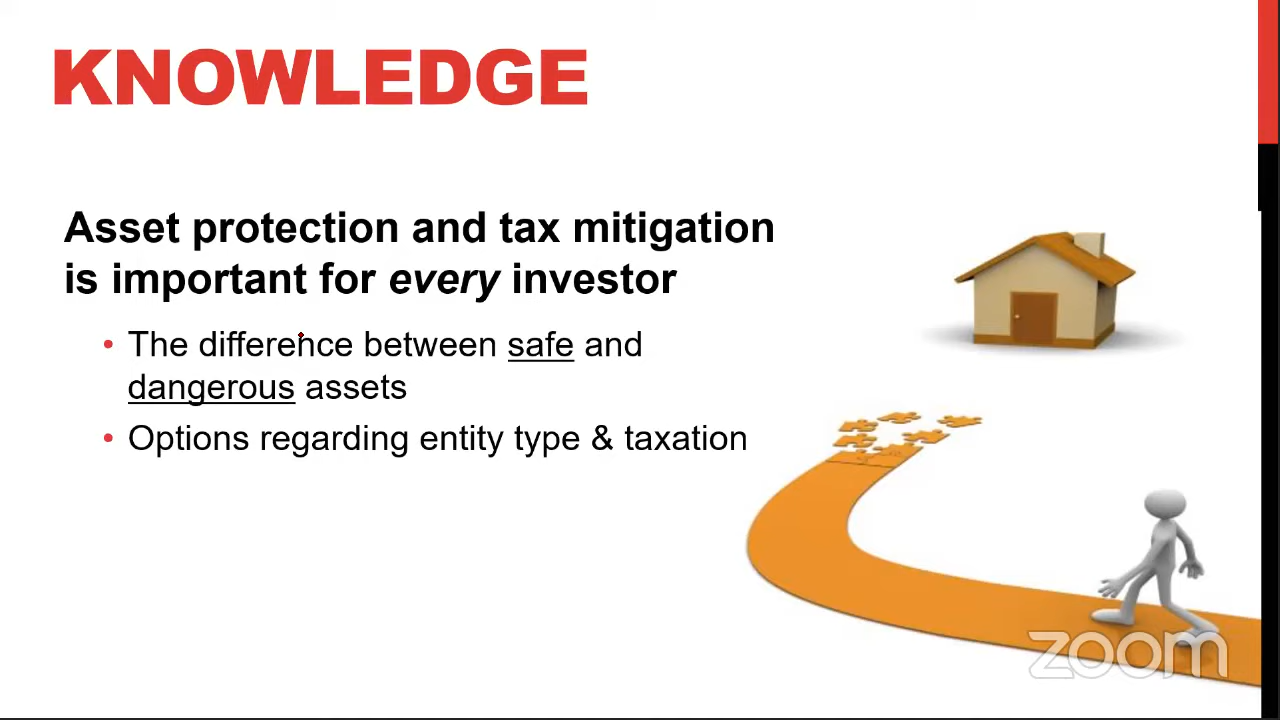 KNOWLEDGE
Asset protection and tax mitigation
is important for every investor
• The difference between safe and
dangerous assets
• Options regarding entity type & taxation
zoom